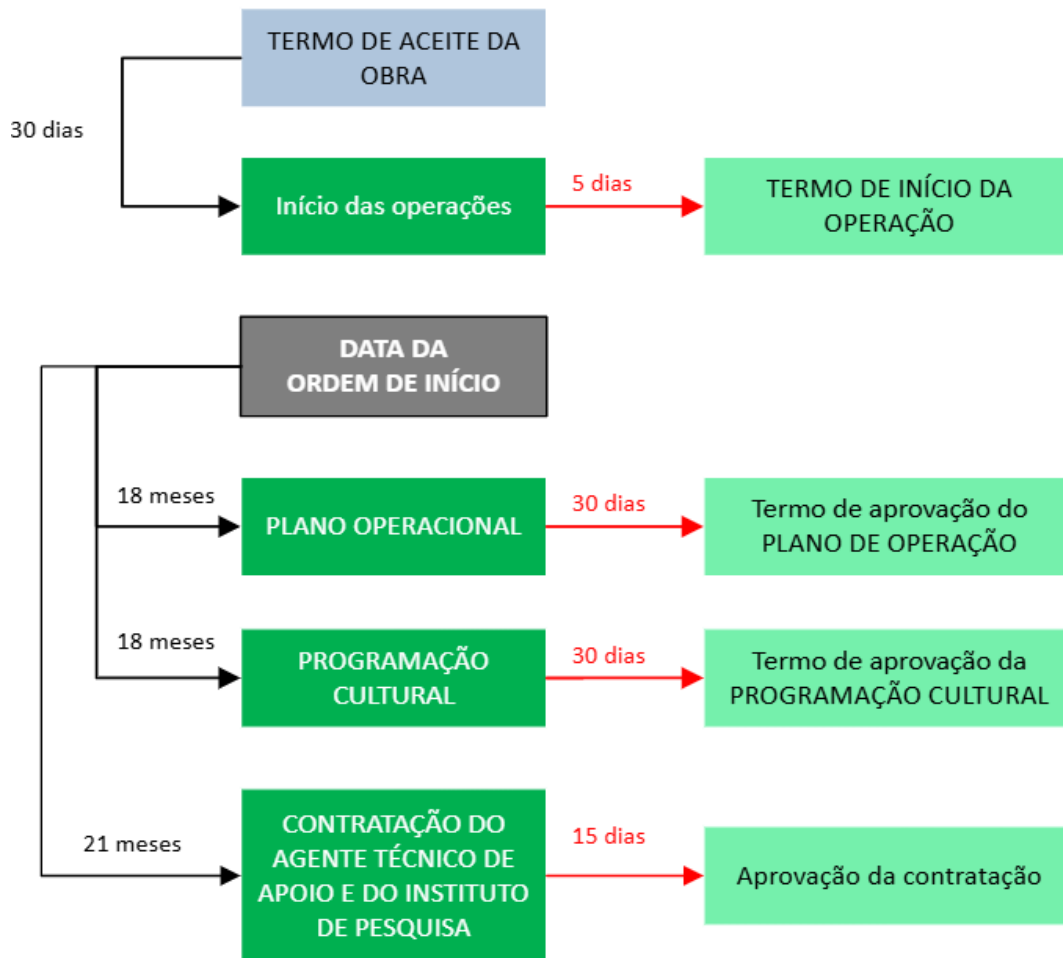 TERMO DE ACEITE DA
OBRA
30 dias
Início das operações
5 dias
TERMO DE INÍCIO DA
OPERAÇÃO
DATA DA
ORDEM DE INÍCIO
18 meses
PLANO OPERACIONAL
30 dias
Termo de aprovação do
PLANO DE OPERAÇÃO
18 meses
PROGRAMAÇÃO
CULTURAL
30 dias
Termo de aprovação da
PROGRAMAÇÃO CULTURAL
21 meses
CONTRATAÇÃO DO
AGENTE TÉCNICO DE
APOIO E DO INSTITUTO
DE PESQUISA
15 dias
Aprovação da contratação